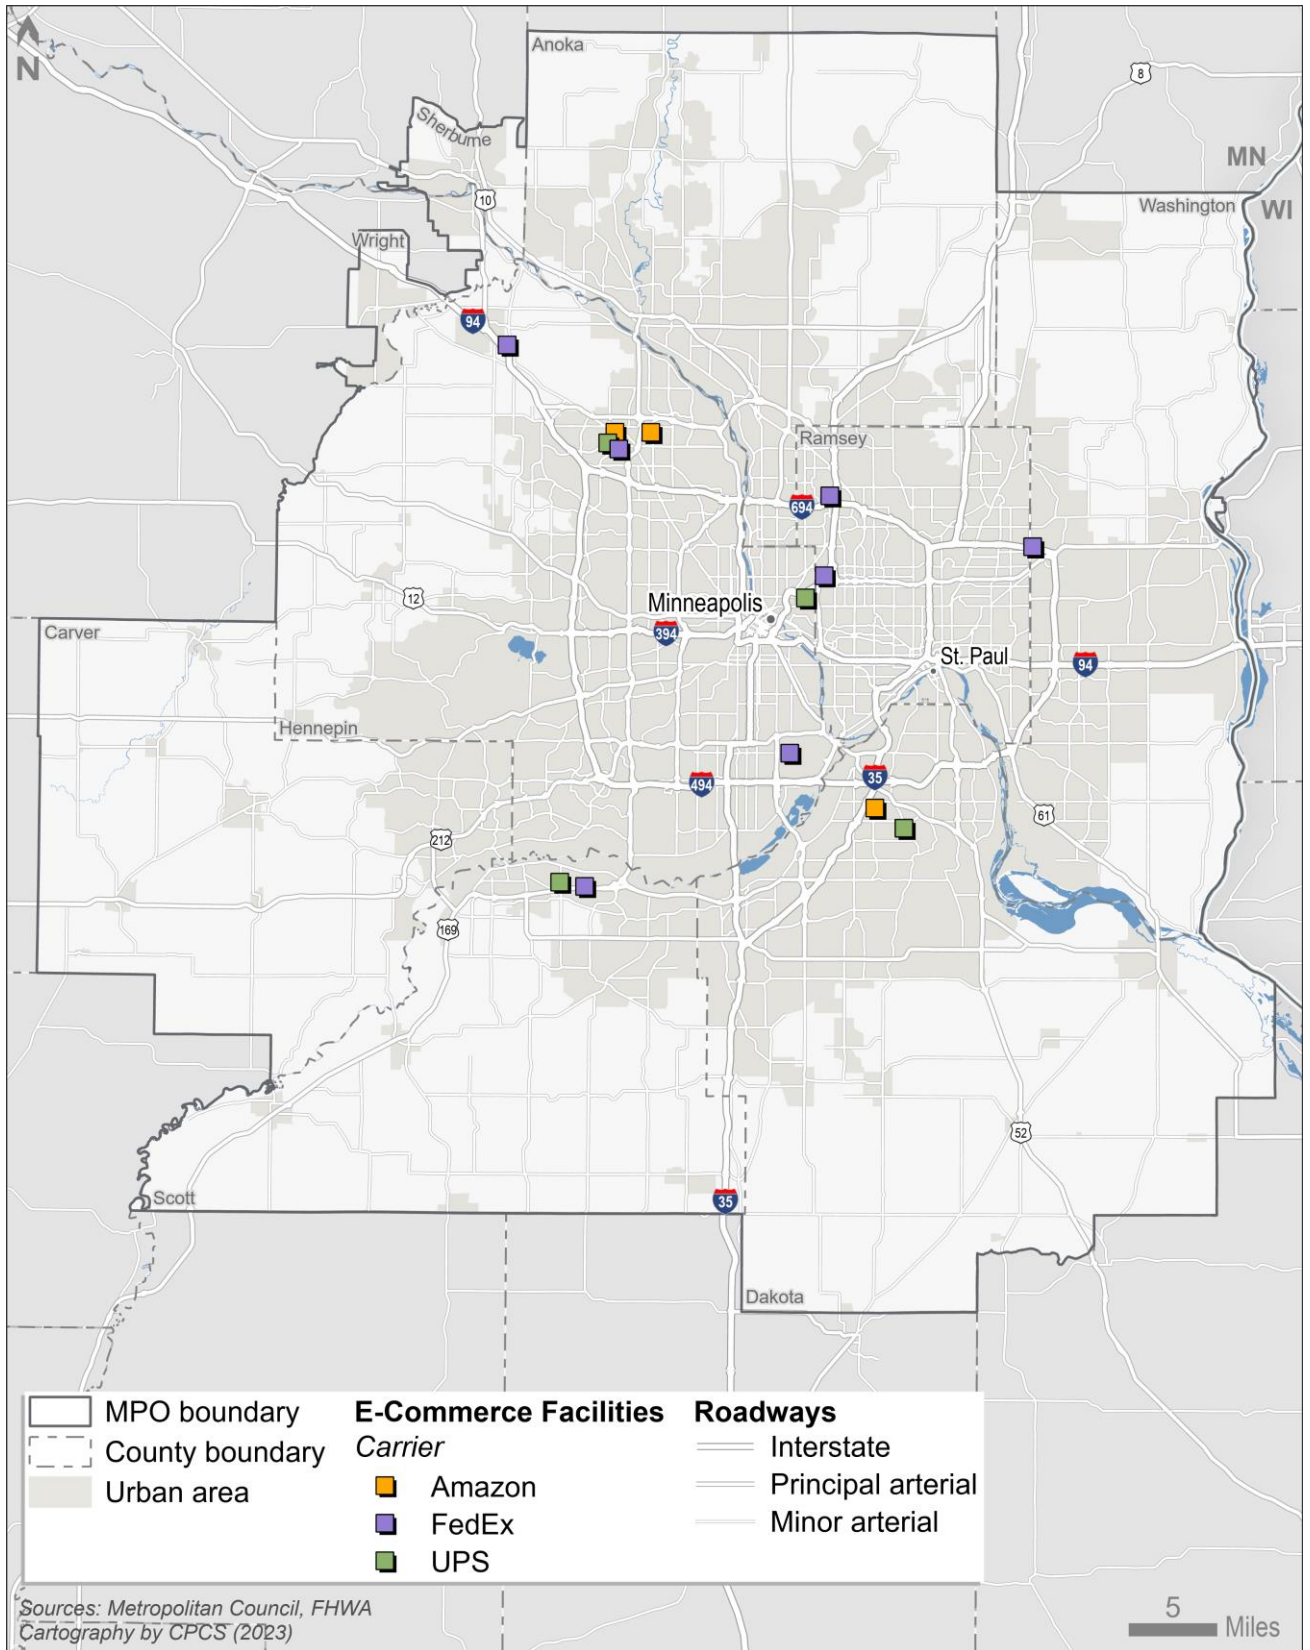 N
Anoka
8
Sherburne
MN
10
Washington
WI
Wright
94
Ramsey
694
12
Minneapolis
Carver
394
St. Paul
94
Hennepin
494
35
61
212
169
52
Scott
35
Dakota
MPO boundary
County boundary
Urban area
E-Commerce Facilities
Carrier
Amazon
FedEx
UPS
Roadways
Interstate
Principal arterial
Minor arterial
Sources: Metropolitan Council, FHWA
Cartography by CPCS (2023)
5
Miles